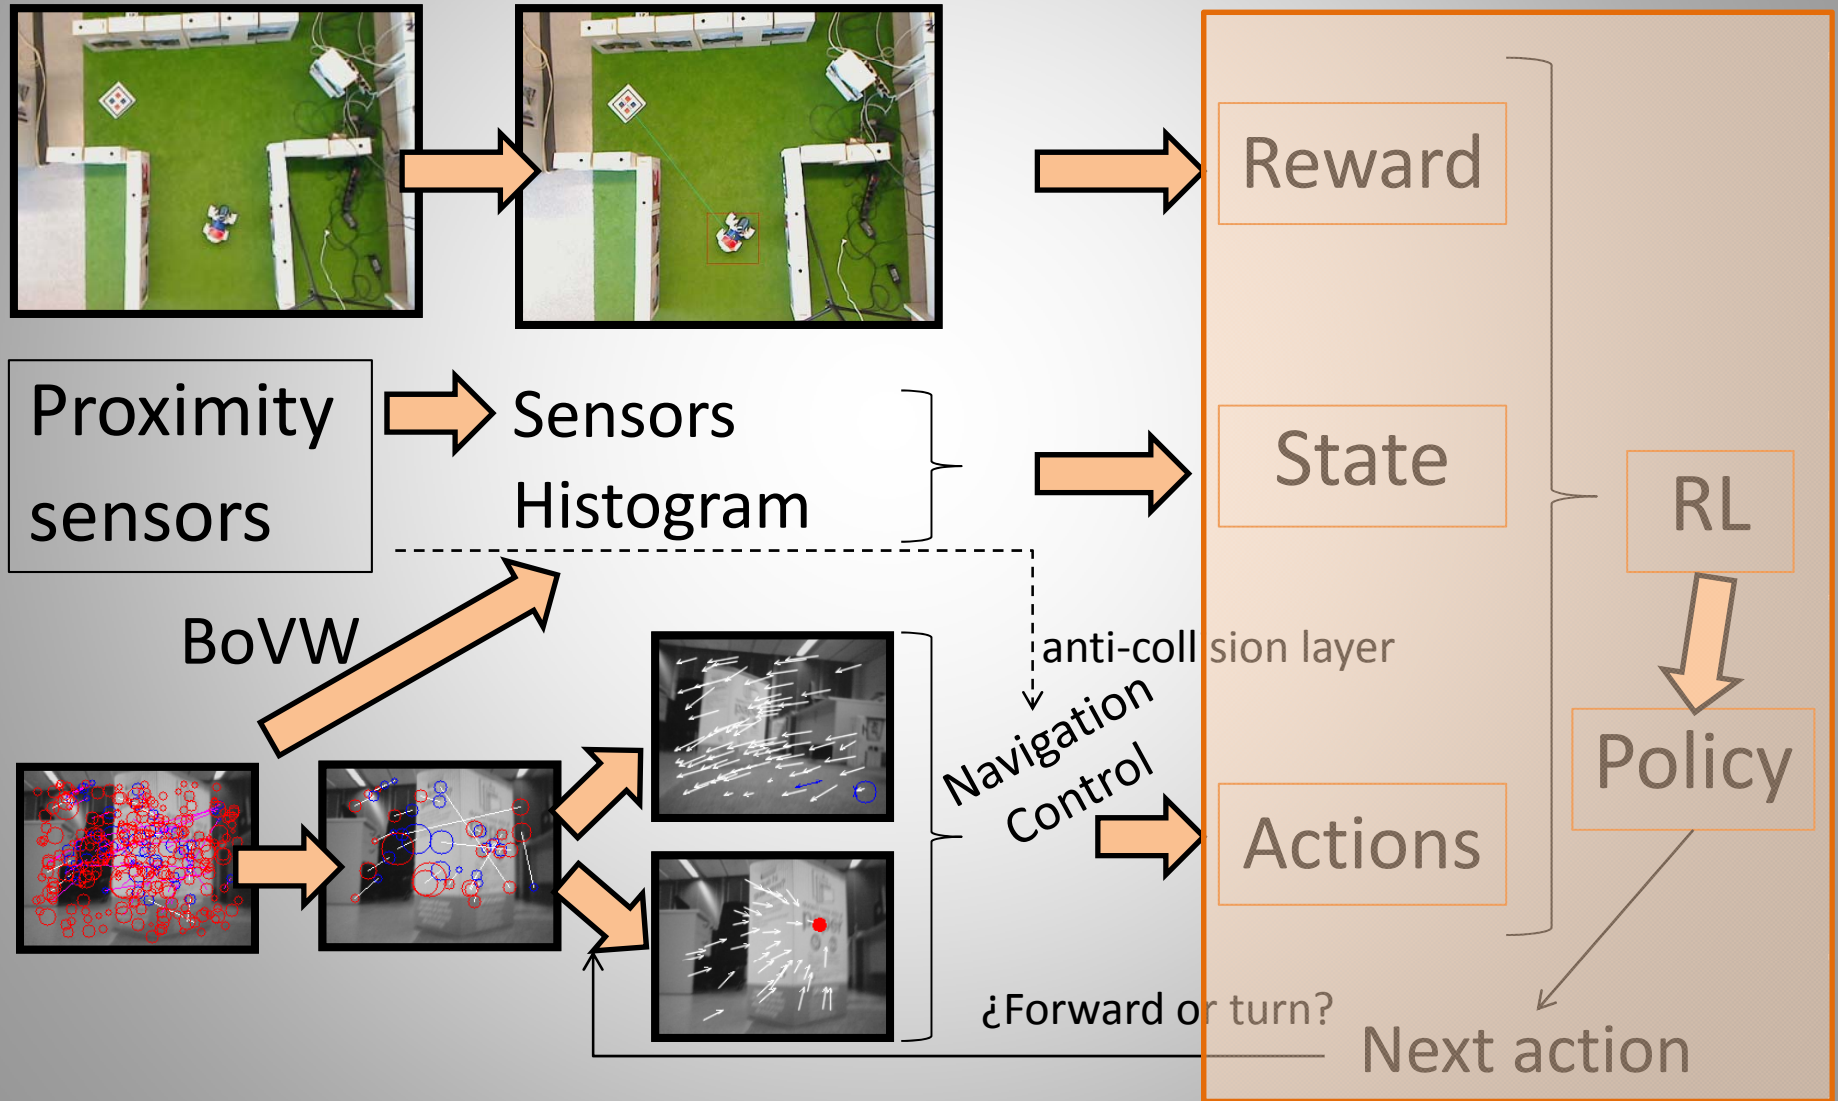 Reward
Proximity
sensors
Sensors
Histogram
State
RL
BoVW
anti-collision layer
Navigation
Control
Policy
Actions
¿Forward or turn?
Next action